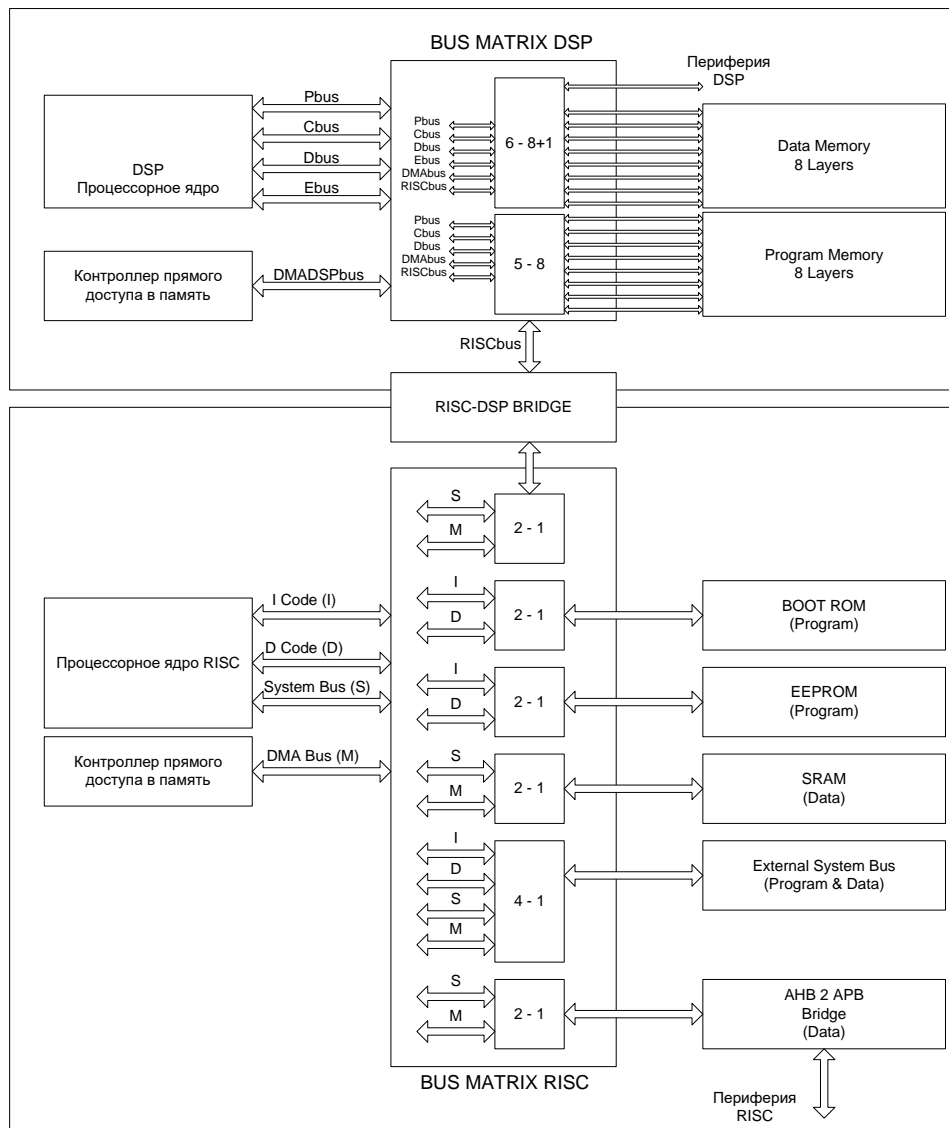 BUS MATRIX DSP
Периферия
DSP
DSP
Процессорное ядро
Pbus
Cbus
Dbus
Ebus
Pbus
Cbus
Dbus
Ebus
DMAbus
RISCbus
6 - 8+1
Data Memory
8 Layers
Контроллер прямого
доступа в память
DMADSPbus
Pbus
Cbus
Dbus
DMAbus
RISCbus
5 - 8
Program Memory
8 Layers
RISCbus
RISC-DSP BRIDGE
S
M
2 - 1
Процессорное ядро RISC
I Code (I)
D Code (D)
System Bus (S)
I
D
2 - 1
BOOT ROM
(Program)
I
D
2 - 1
EEPROM
(Program)
Контроллер прямого
доступа в память
DMA Bus (M)
S
M
2 - 1
SRAM
(Data)
I
D
S
M
4 - 1
External System Bus
(Program & Data)
S
M
2 - 1
AHB 2 APB
Bridge
(Data)
BUS MATRIX RISC
Периферия
RISC